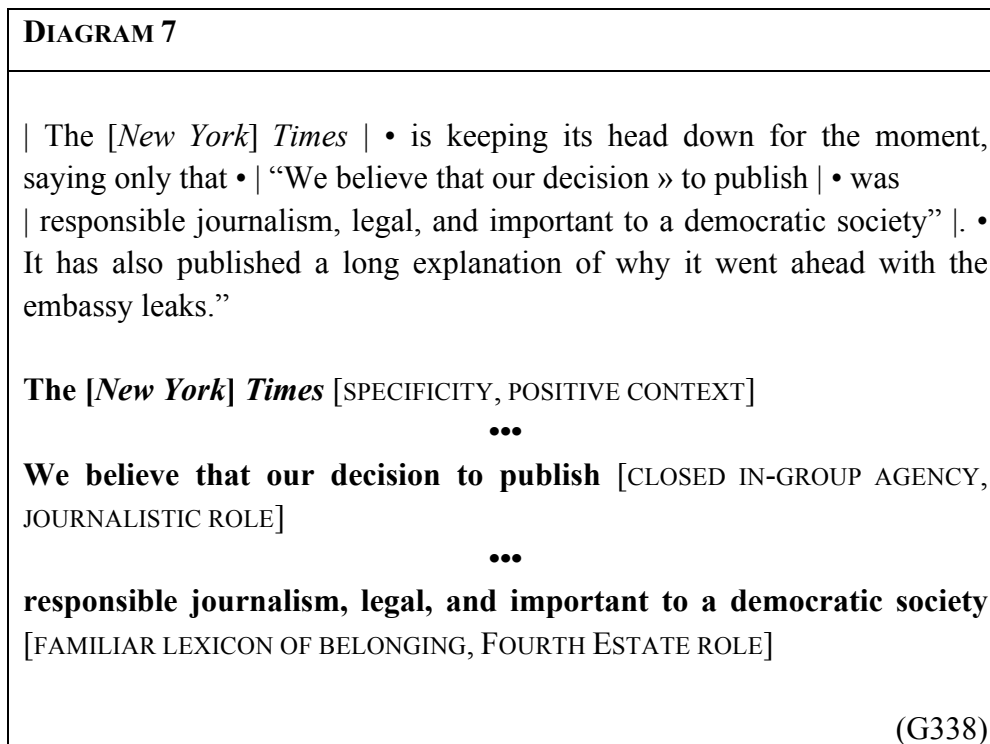 DIAGRAM 7
| The [New York] Times | • is keeping its head down for the moment,
saying only that • | “We believe that our decision » to publish | • was
| responsible journalism, legal, and important to a democratic society” |. •
It has also published a long explanation of why it went ahead with the
embassy leaks.”
The [New York] Times [SPECIFICITY, POSITIVE CONTEXT]
•••
We believe that our decision to publish [CLOSED IN-GROUP AGENCY,
JOURNALISTIC ROLE]
•••
responsible journalism, legal, and important to a democratic society
[FAMILIAR LEXICON OF BELONGING, FOURTH ESTATE ROLE]
(G338)